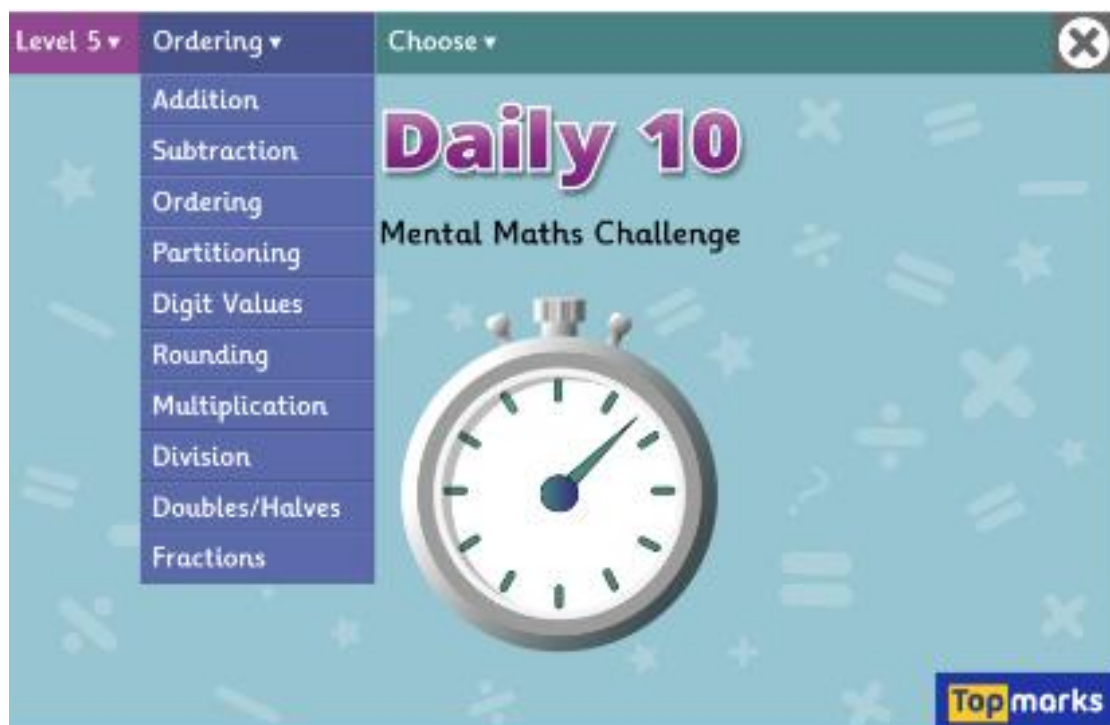 Level 5▾ Ordering▾ Choose▾
Addition
Subtraction
Ordering
Partitioning
Digit Values
Rounding
Multiplication
Division
Doubles/Halves
Fractions
Daily 10
Mental Maths Challenge
Topmarks